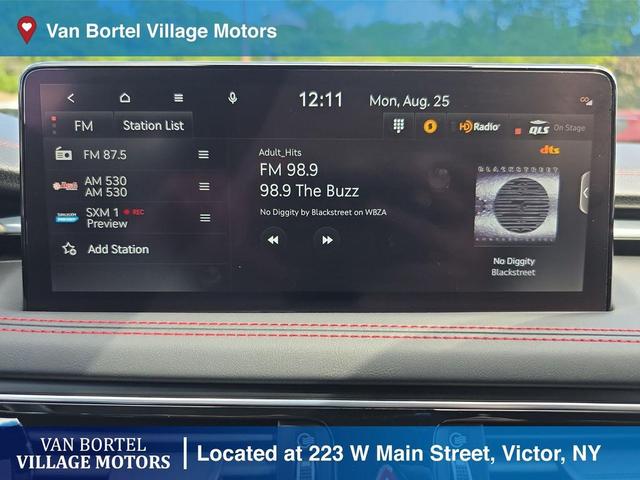 Van Bortel Village Motors
12:11
Mon, Aug. 25
FM
Station List
HD Radio
QLS On Stage
FM 87.5
AM 530
AM 530
SXM 1 REC
Preview
Add Station
Adult_Hits
FM 98.9
98.9 The Buzz
No Diggity by Blackstreet on WBZA
dts
BLACKSTREET
No Diggity
Blackstreet
VAN BORTEL
VILLAGE MOTORS
Located at 223 W Main Street, Victor, NY